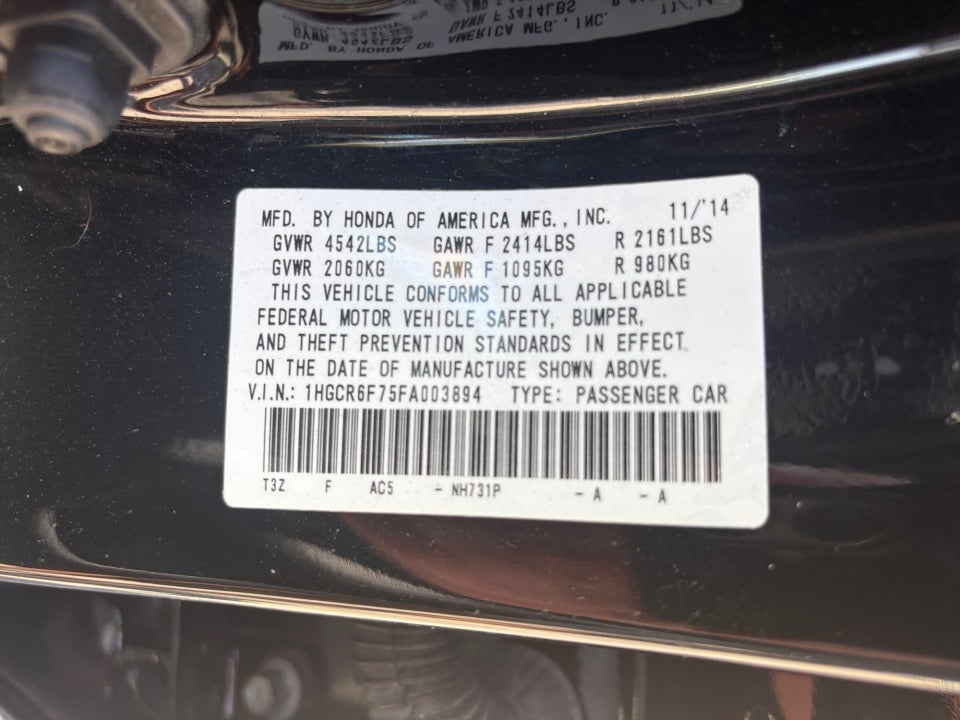 MFD. BY HONDA OF AMERICA MFG., INC. 11/'14
GVWR 4542LBS GAWR F 2414LBS R 2161LBS
GVWR 2060KG GAWR F 1095KG R 980KG
THIS VEHICLE CONFORMS TO ALL APPLICABLE
FEDERAL MOTOR VEHICLE SAFETY, BUMPER,
AND THEFT PREVENTION STANDARDS IN EFFECT
ON THE DATE OF MANUFACTURE SHOWN ABOVE.
V.I.N.: 1HGCR6F75FA003894 TYPE: PASSENGER CAR
T3Z F AC5 - NH731P - A - A